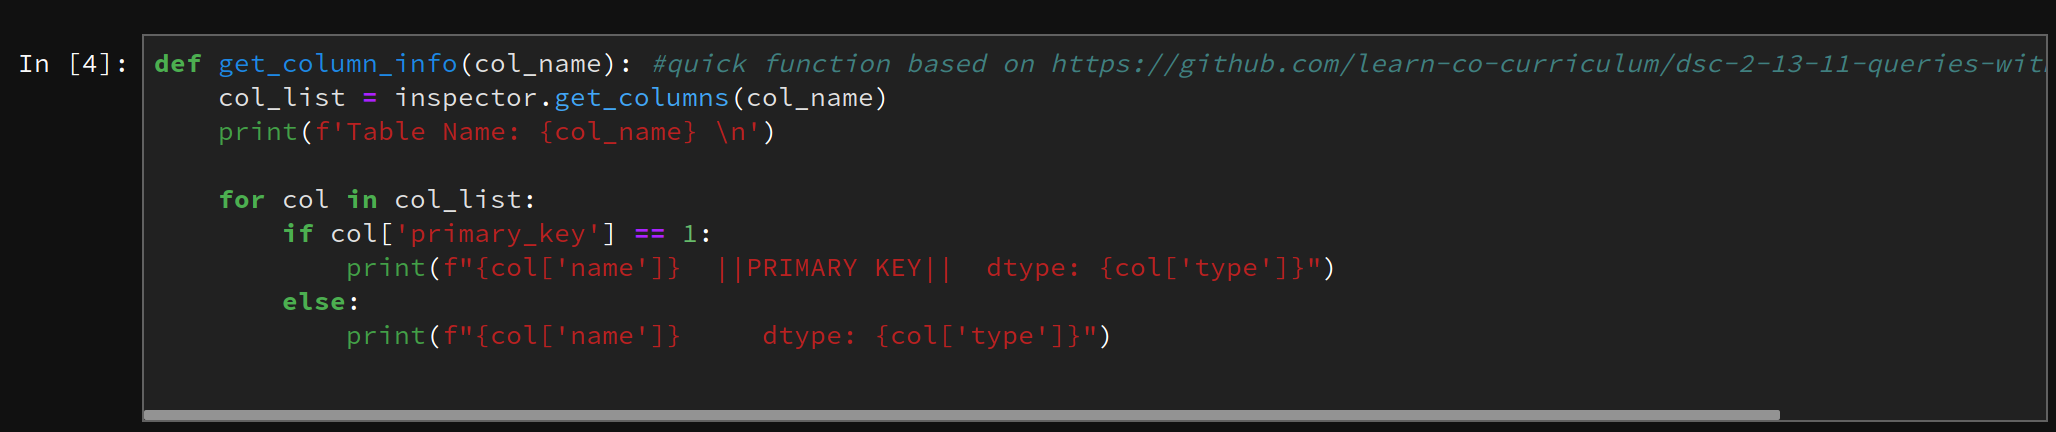 In [4]: def get_column_info(col_name): #quick function based on https://github.com/learn-co-curriculum/dsc-2-13-11-queries-wit
    col_list = inspector.get_columns(col_name)
    print(f'Table Name: {col_name} \n')
    for col in col_list:
        if col['primary_key'] == 1:
            print(f"{col['name']}  ||PRIMARY KEY||  dtype: {col['type']}")
        else:
            print(f"{col['name']}     dtype: {col['type']}")